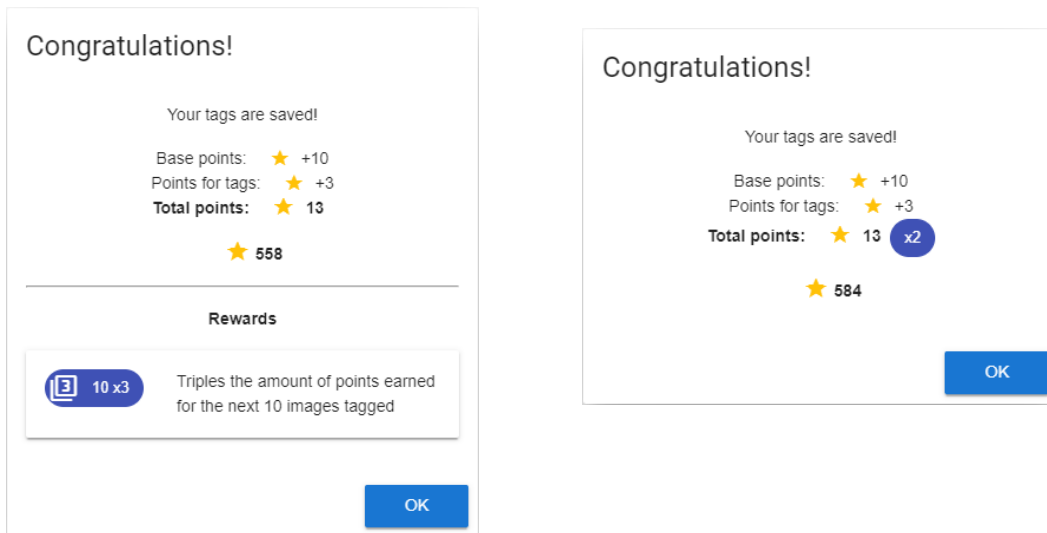 Congratulations!
Your tags are saved!
Base points: +10
Points for tags: +3
Total points: 13
558
Rewards
3 10 x3 Triples the amount of points earned
for the next 10 images tagged
OK
Congratulations!
Your tags are saved!
Base points: +10
Points for tags: +3
Total points: 13 x2
584
OK